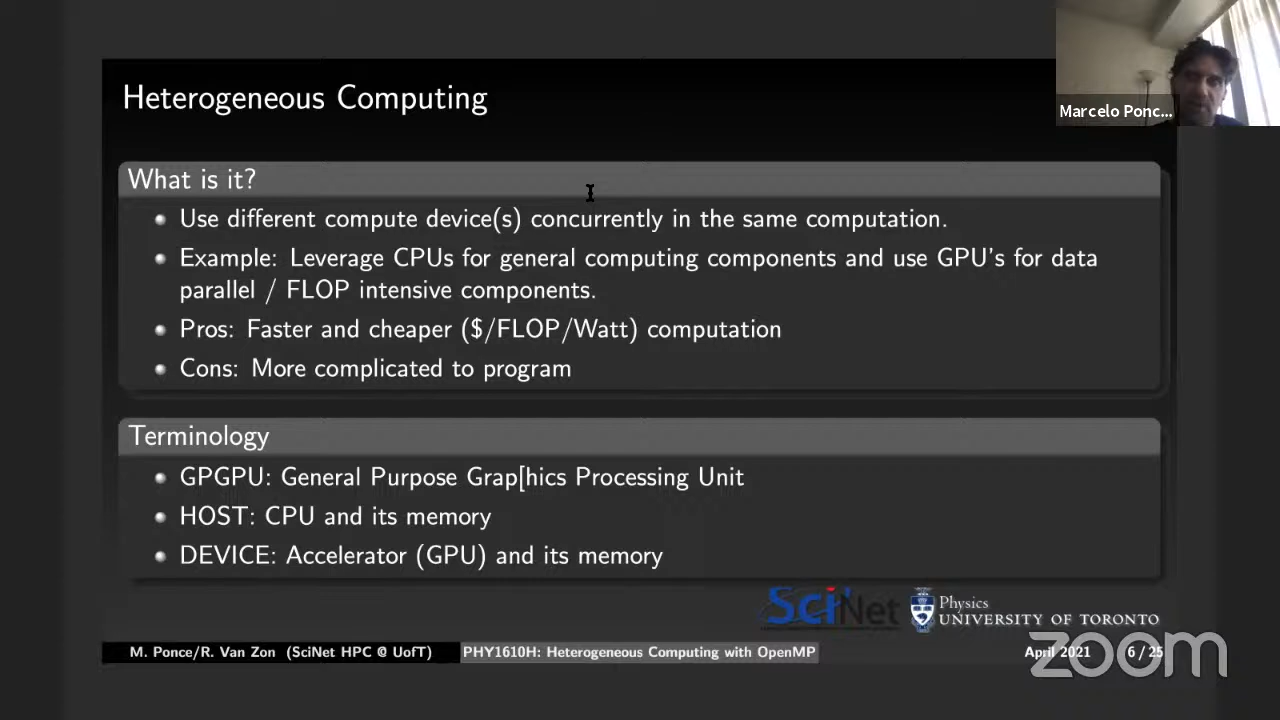 Heterogeneous Computing
Marcelo Ponc...
What is it?
Use different compute device(s) concurrently in the same computation.
Example: Leverage CPUs for general computing components and use GPU's for data
parallel / FLOP intensive components.
Pros: Faster and cheaper ($/FLOP/Watt) computation
Cons: More complicated to program
Terminology
GPGPU: General Purpose Grap[hics Processing Unit
HOST: CPU and its memory
DEVICE: Accelerator (GPU) and its memory
SciNet
Physics
UNIVERSITY OF TORONTO
M. Ponce/R. Van Zon (SciNet HPC @ UofT)
PHY1610H: Heterogeneous Computing with OpenMP
April 2021
6 / 25
zoom